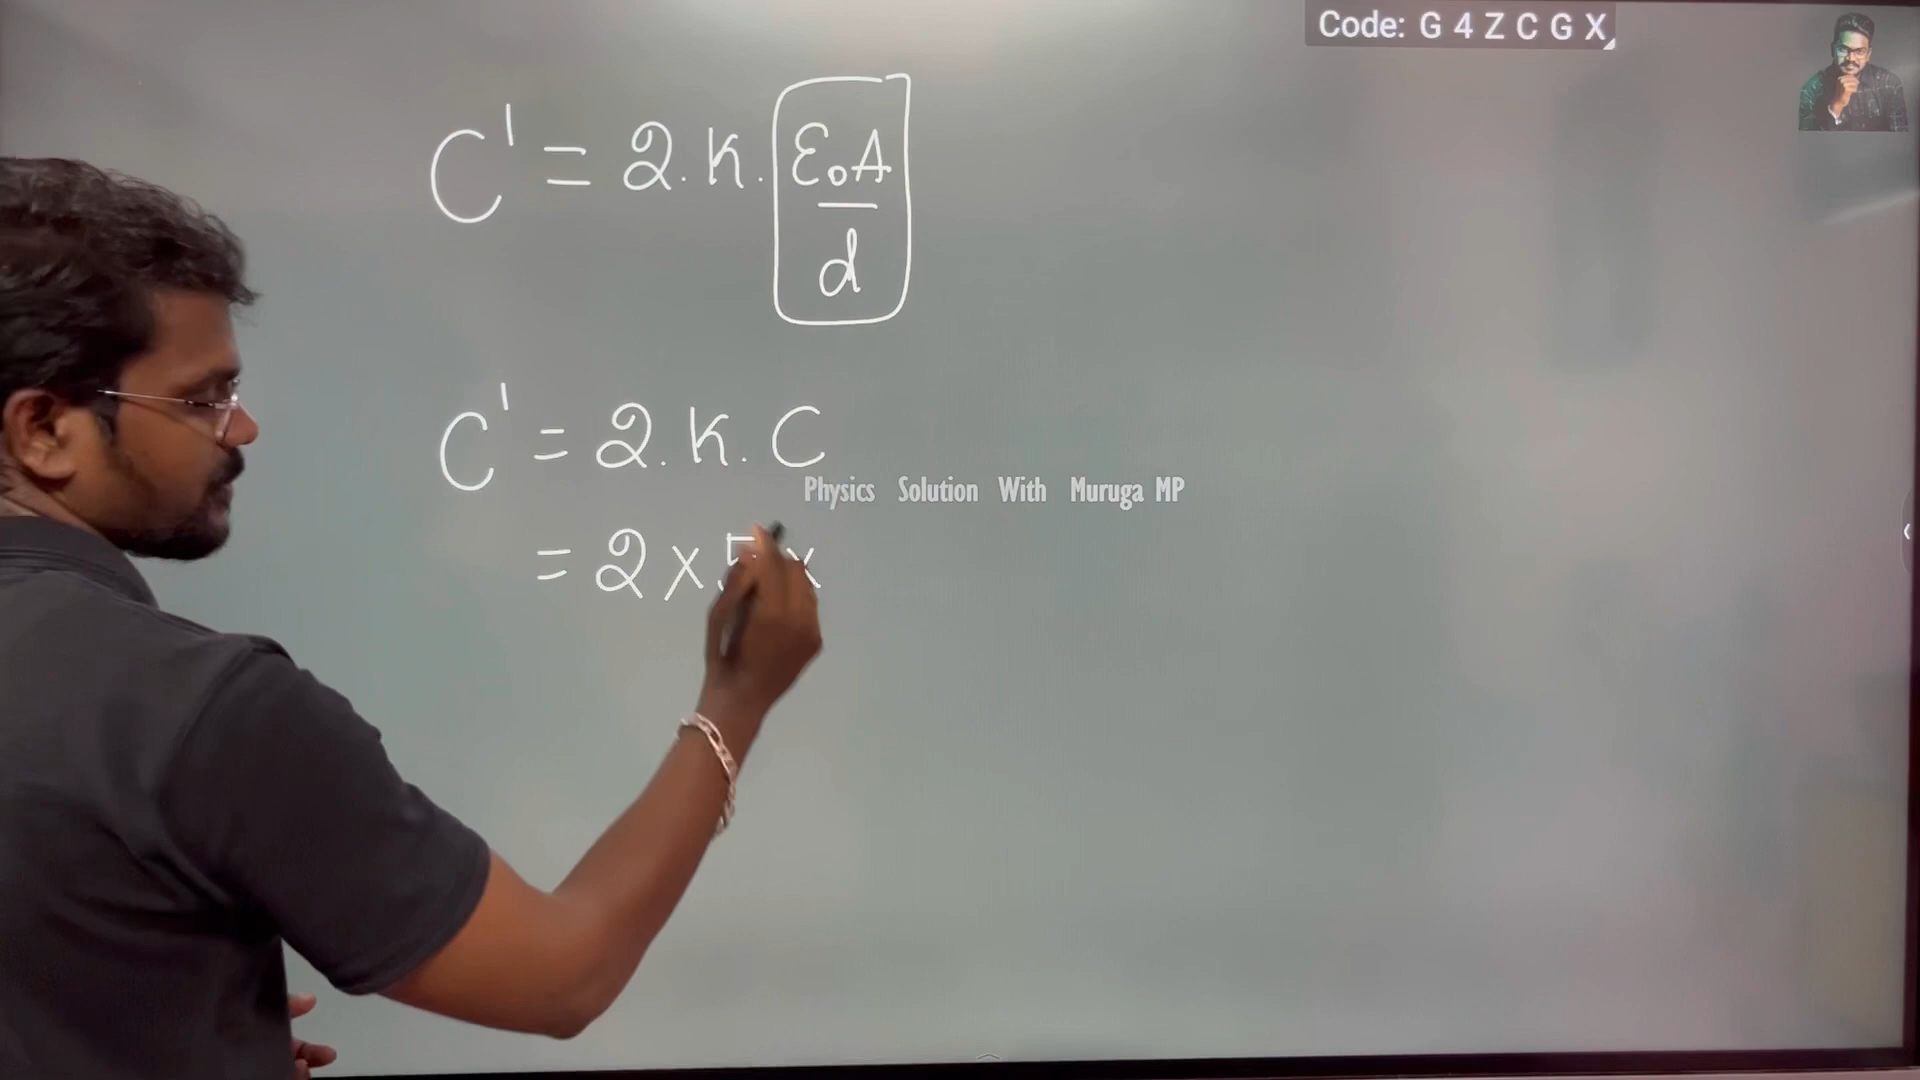 Code: G 4 Z C G X
C' = 2 . K . ε₀A / d
C' = 2 . K . C
Physics Solution With Muruga MP
= 2 x 5 x